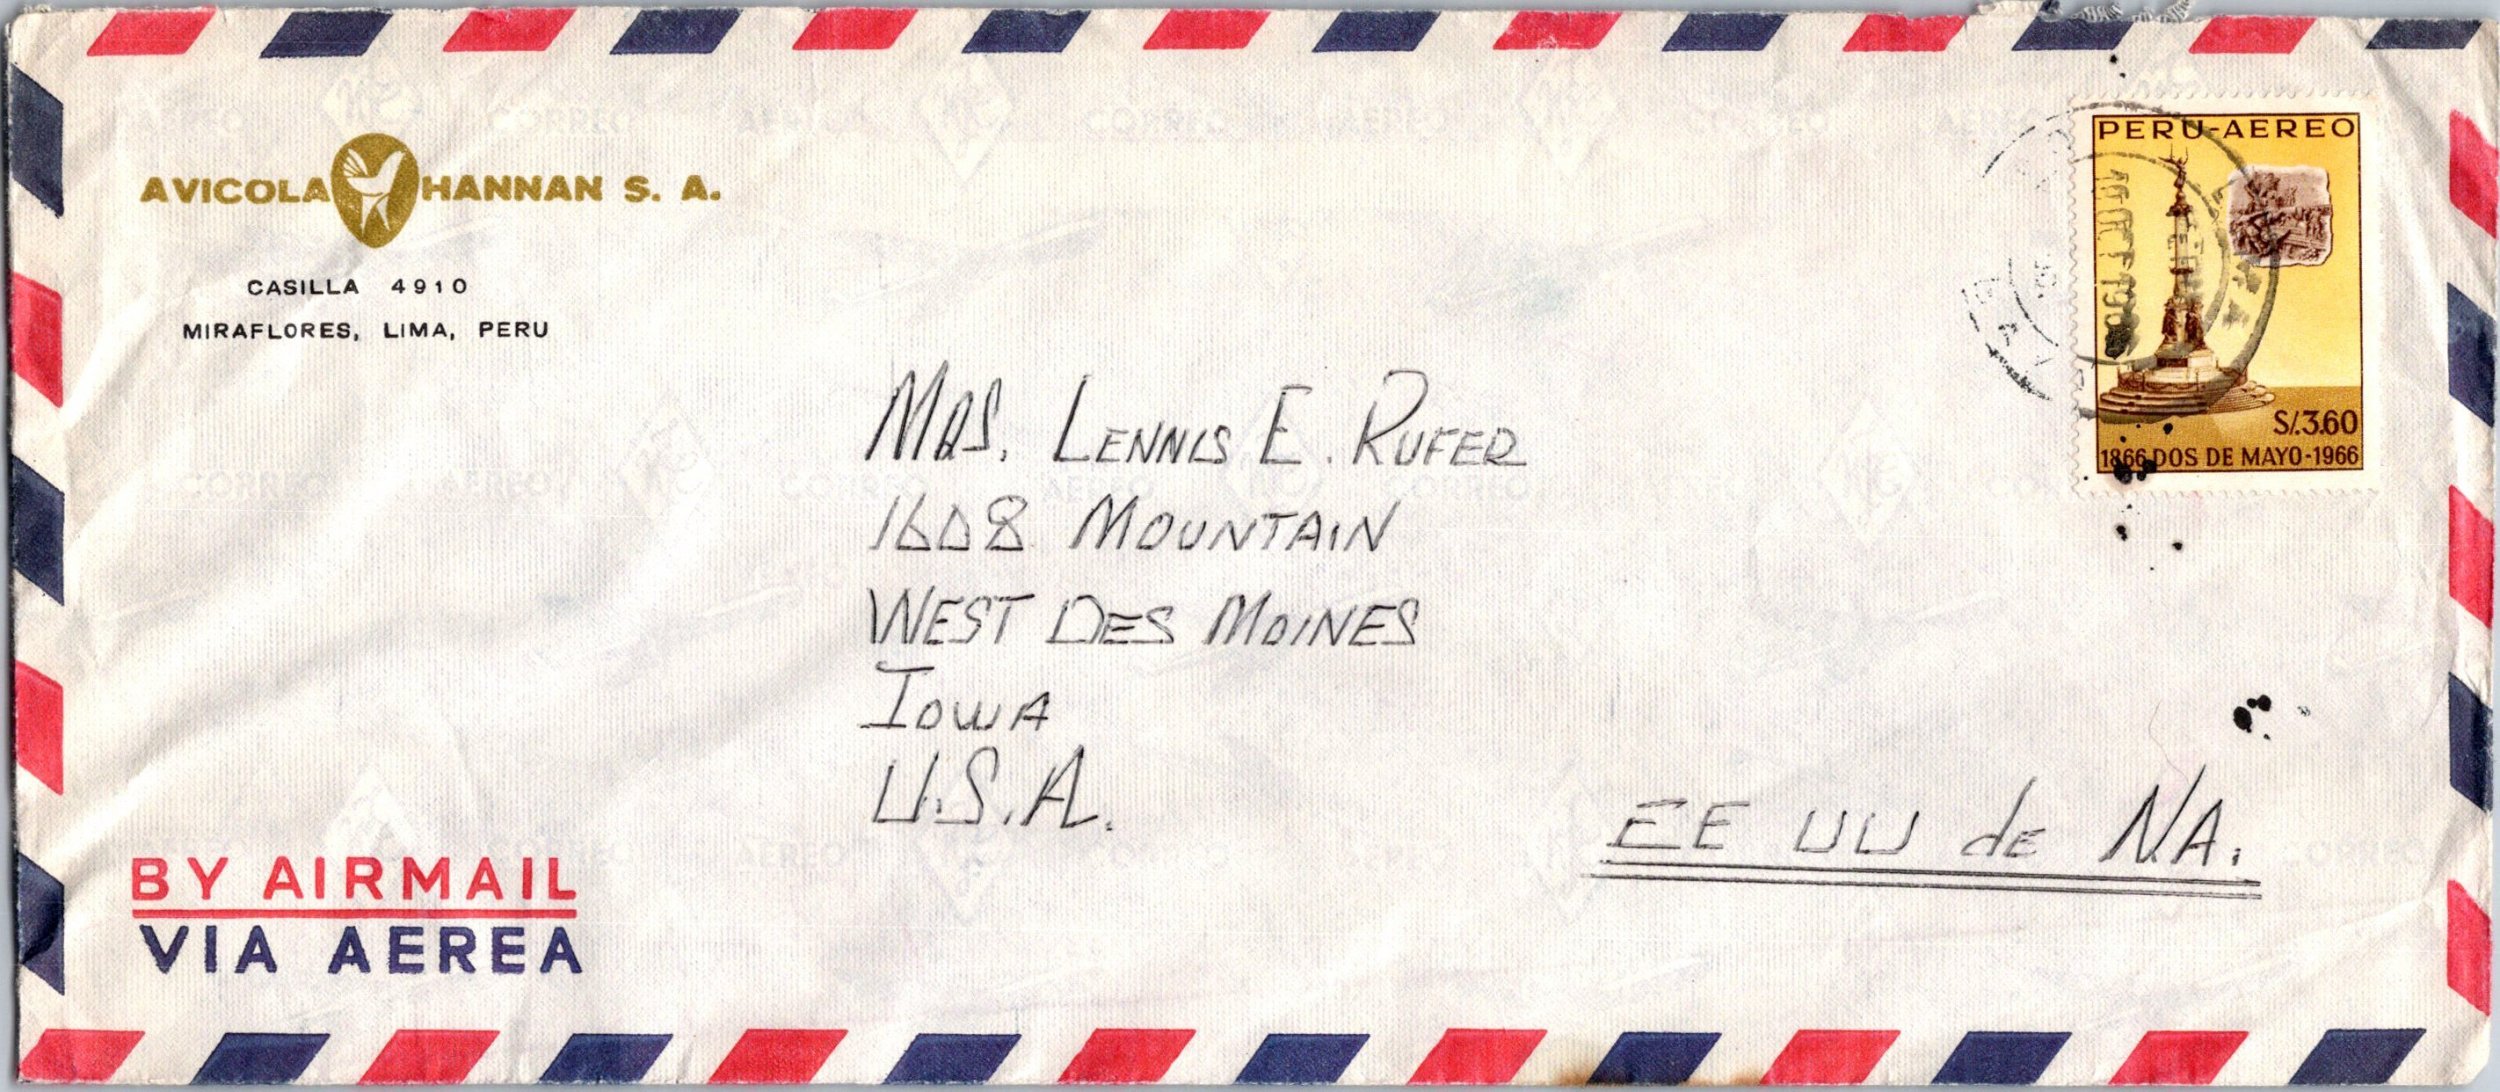 AVICOLA HANNAN S. A.
CASILLA 4910
MIRAFLORES, LIMA, PERU
PERU-AEREO
S/.3.60
1866 DOS DE MAYO-1966
MRS. LENNIS E. RUFER
1608 MOUNTAIN
WEST DES MOINES
IOWA
U.S.A.
EE UU de N.A.
BY AIRMAIL
VIA AEREA